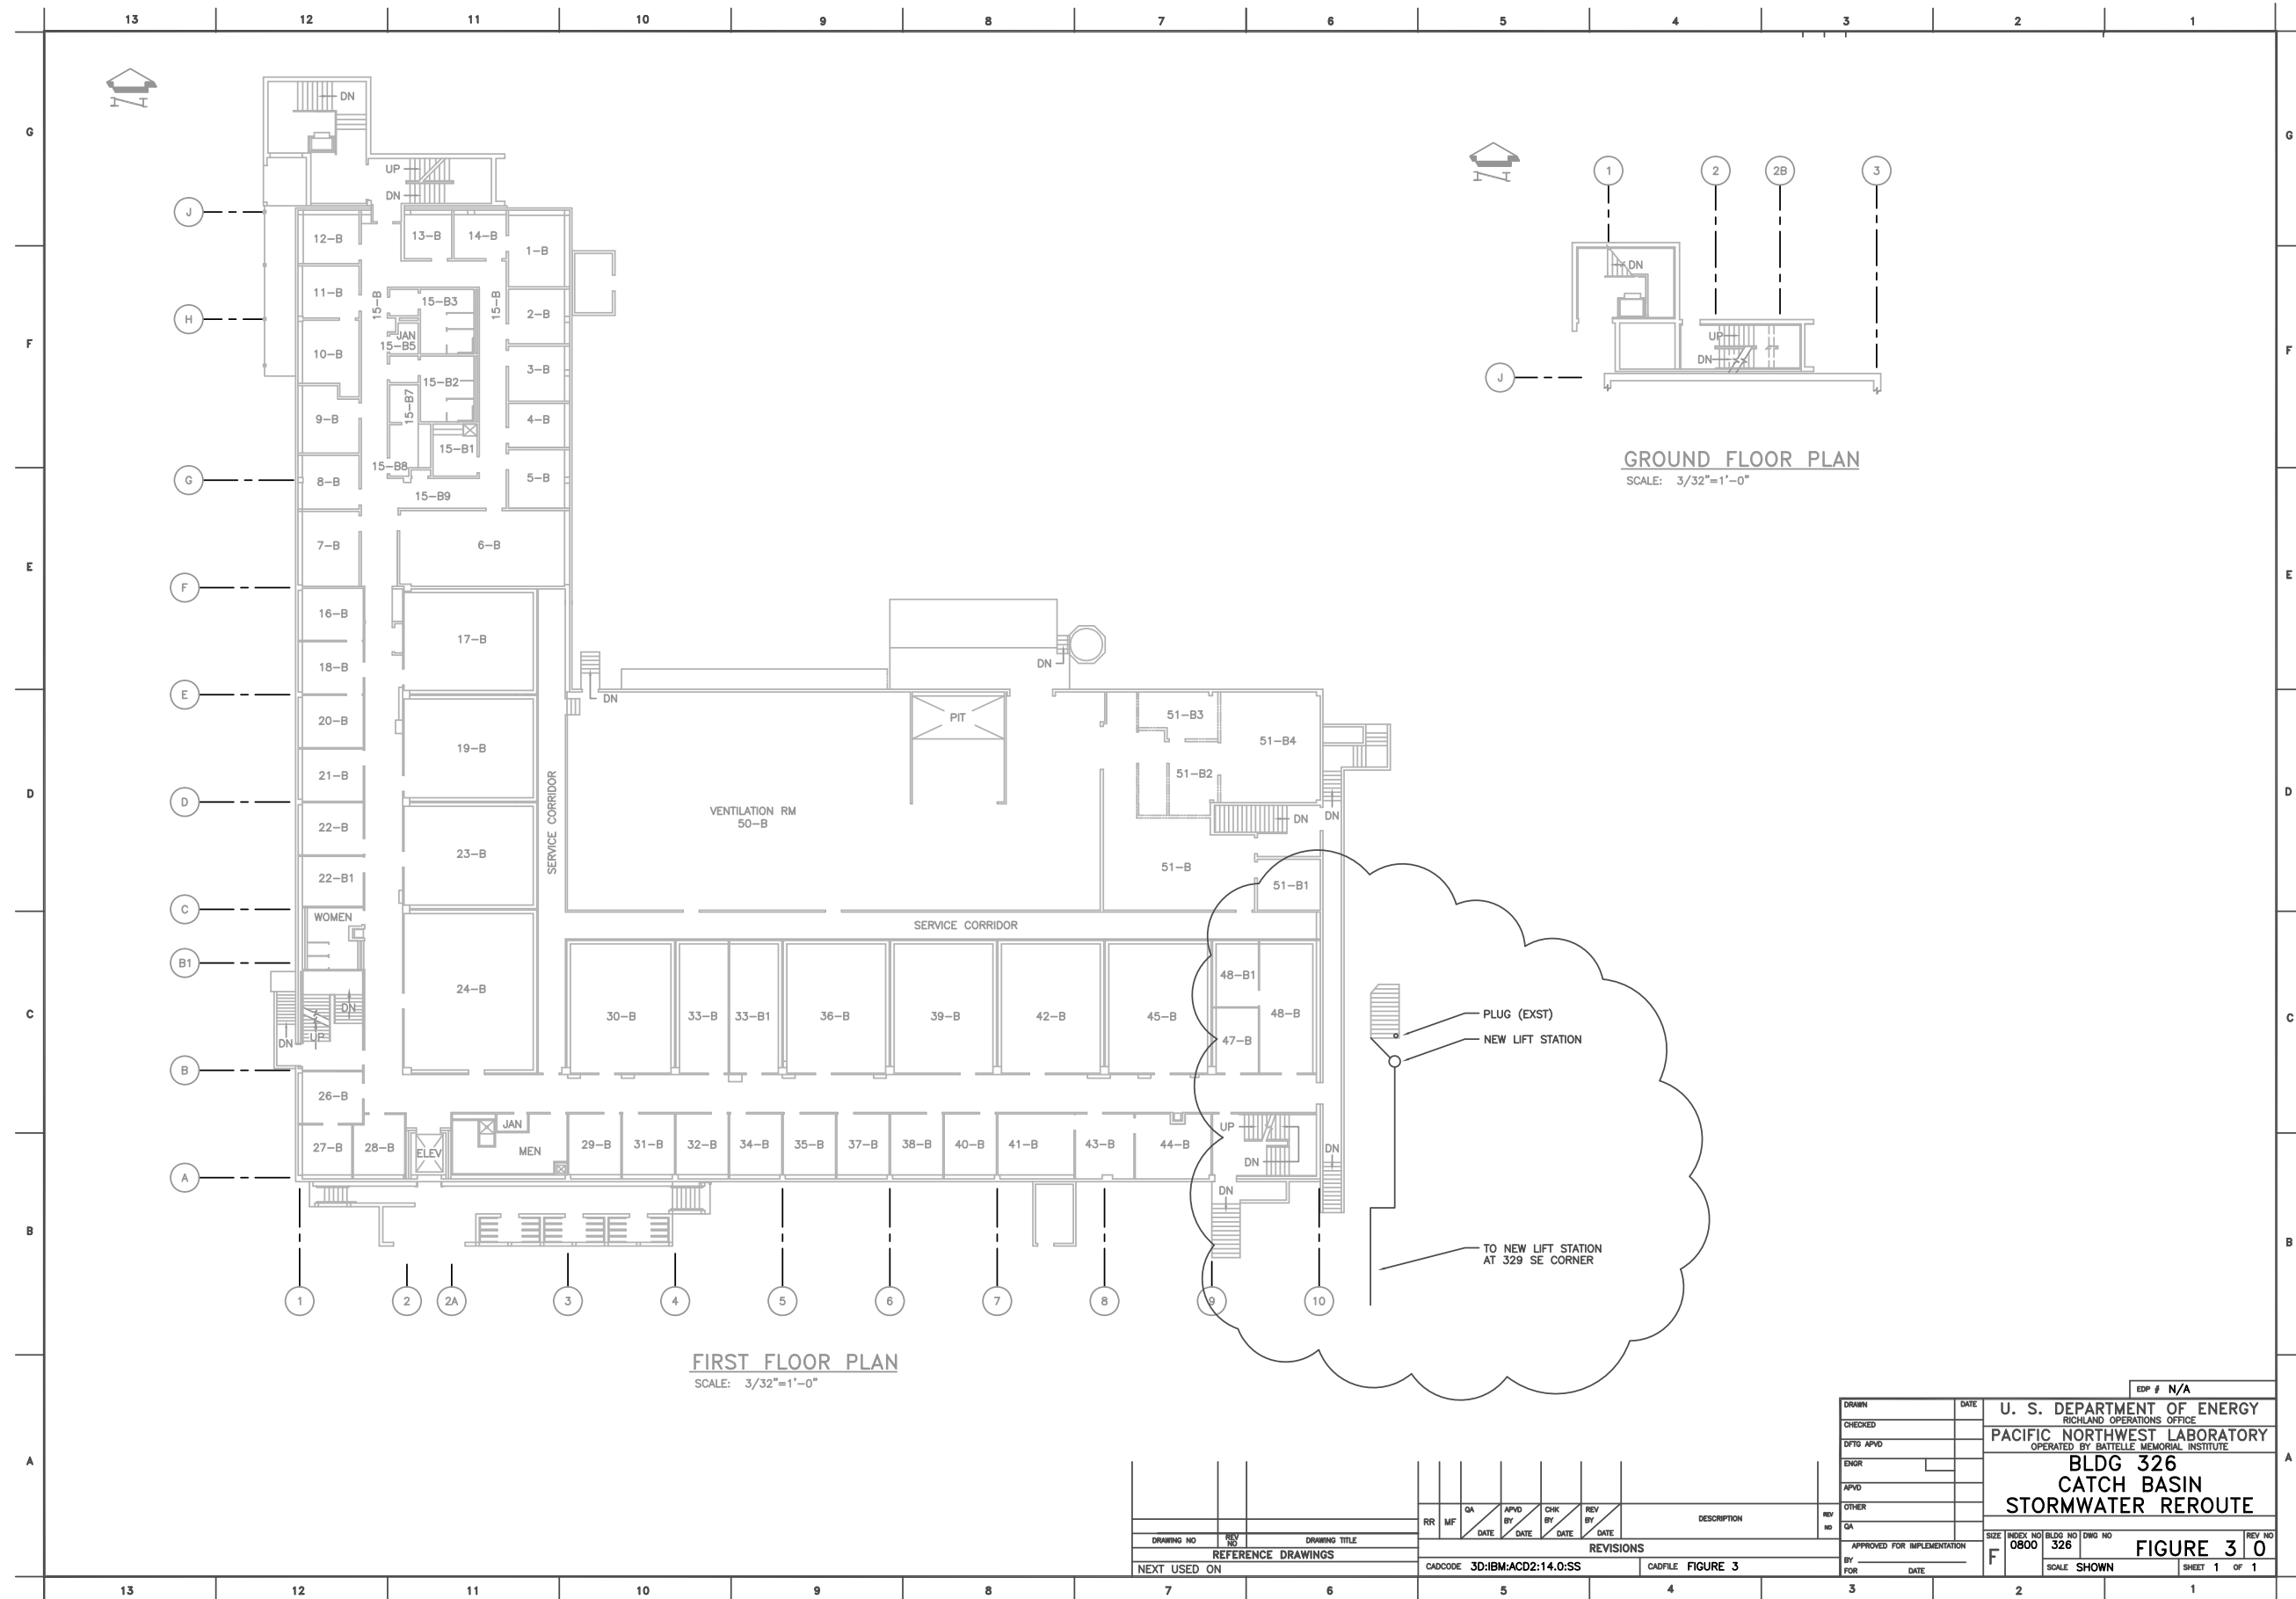 13 12 11 10 9 8 7 6 5 4 3 2 1
G
F
E
D
C
B
A
G
F
E
D
C
B
A
N
DN
UP
DN
J
H
G
F
E
D
C
B1
B
A
12-B
13-B
14-B
1-B
11-B
15-B
15-B3
15-B
2-B
JAN
15-B5
10-B
3-B
15-B2
15-B7
9-B
4-B
15-B1
15-B8
8-B
5-B
15-B9
7-B
6-B
16-B
17-B
18-B
DN
DN
20-B
19-B
PIT
51-B3
51-B4
21-B
51-B2
SERVICE CORRIDOR
VENTILATION RM
50-B
DN
DN
22-B
23-B
51-B
22-B1
51-B1
WOMEN
SERVICE CORRIDOR
24-B
48-B1
DN
UP
DN
30-B
33-B
33-B1
36-B
39-B
42-B
45-B
48-B
47-B
26-B
JAN
27-B
28-B
ELEV
MEN
29-B
31-B
32-B
34-B
35-B
37-B
38-B
40-B
41-B
43-B
44-B
UP
DN
DN
DN
1 2 2A 3 4 5 6 7 8 9 10
FIRST FLOOR PLAN
SCALE: 3/32"=1'-0"
N
1 2 2B 3
DN
UP
DN
J
GROUND FLOOR PLAN
SCALE: 3/32"=1'-0"
PLUG (EXST)
NEW LIFT STATION
TO NEW LIFT STATION
AT 329 SE CORNER
EDP # N/A
DRAWN DATE
CHECKED
DFTG APVD
ENGR
APVD
OTHER
QA
APPROVED FOR IMPLEMENTATION
BY
FOR DATE
U. S. DEPARTMENT OF ENERGY
RICHLAND OPERATIONS OFFICE
PACIFIC NORTHWEST LABORATORY
OPERATED BY BATTELLE MEMORIAL INSTITUTE
BLDG 326
CATCH BASIN
STORMWATER REROUTE
SIZE INDEX NO BLDG NO DWG NO REV NO
F 0800 326 FIGURE 3 0
SCALE SHOWN SHEET 1 OF 1
DRAWING NO REV NO DRAWING TITLE
REFERENCE DRAWINGS
NEXT USED ON
RR MF QA DATE APVD BY DATE CHK BY DATE REV BY DATE DESCRIPTION REV NO
REVISIONS
CADCODE 3D:IBM:ACD2:14.0:SS CADFILE FIGURE 3
13 12 11 10 9 8 7 6 5 4 3 2 1